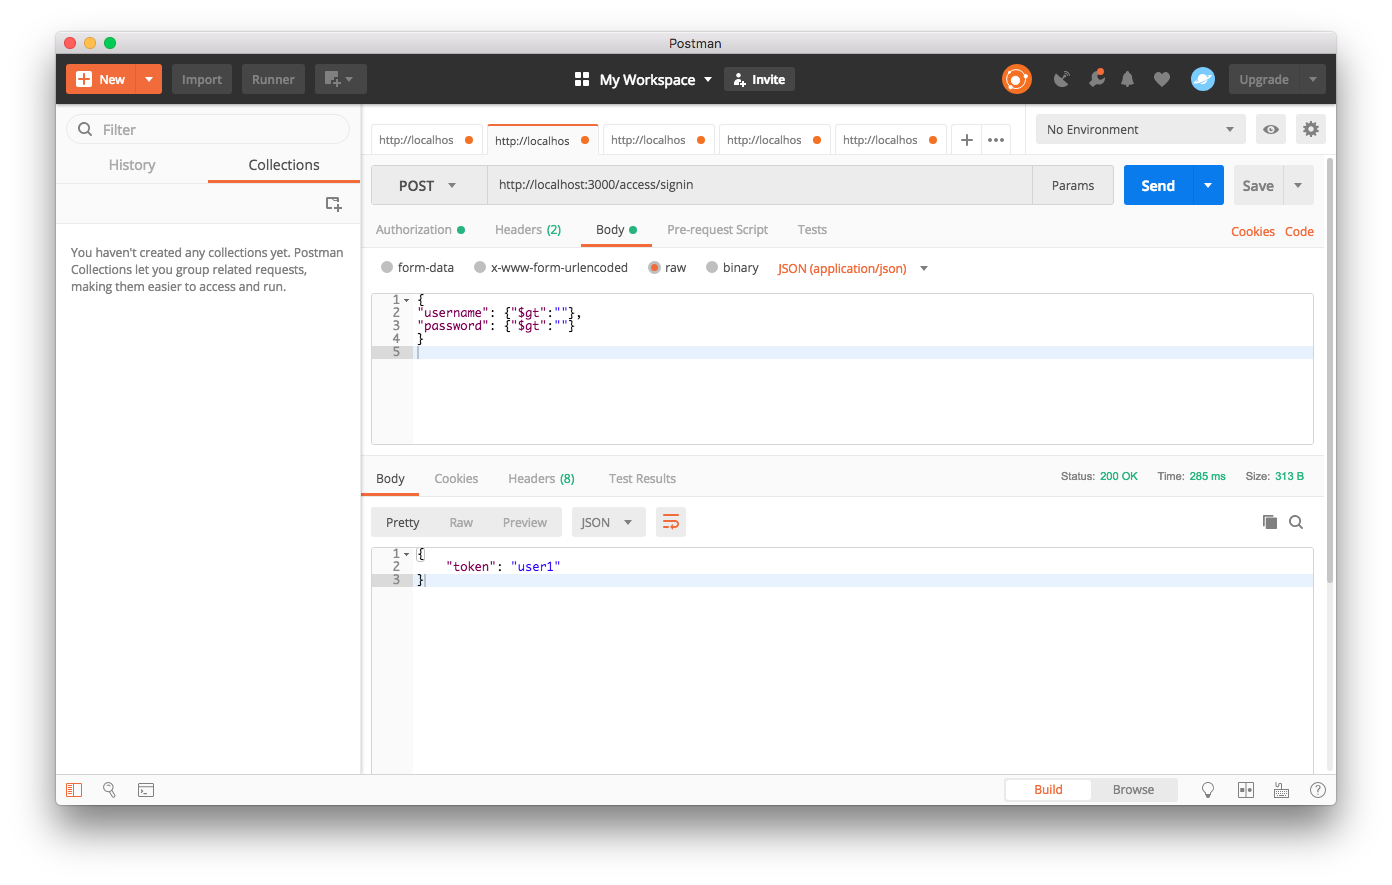 Postman
New
Import
Runner
My Workspace
Invite
Upgrade
Filter
History
Collections
You haven't created any collections yet. Postman
Collections let you group related requests,
making them easier to access and run.
http://localhos
http://localhos
http://localhos
http://localhos
http://localhos
No Environment
POST
http://localhost:3000/access/signin
Params
Send
Save
Authorization
Headers (2)
Body
Pre-request Script
Tests
Cookies
Code
form-data
x-www-form-urlencoded
raw
binary
JSON (application/json)
1 {
2 "username": {"$gt":""},
3 "password": {"$gt":""}
4 }
5
Body
Cookies
Headers (8)
Test Results
Status: 200 OK
Time: 285 ms
Size: 313 B
Pretty
Raw
Preview
JSON
1 {
2 "token": "user1"
3 }
Build
Browse